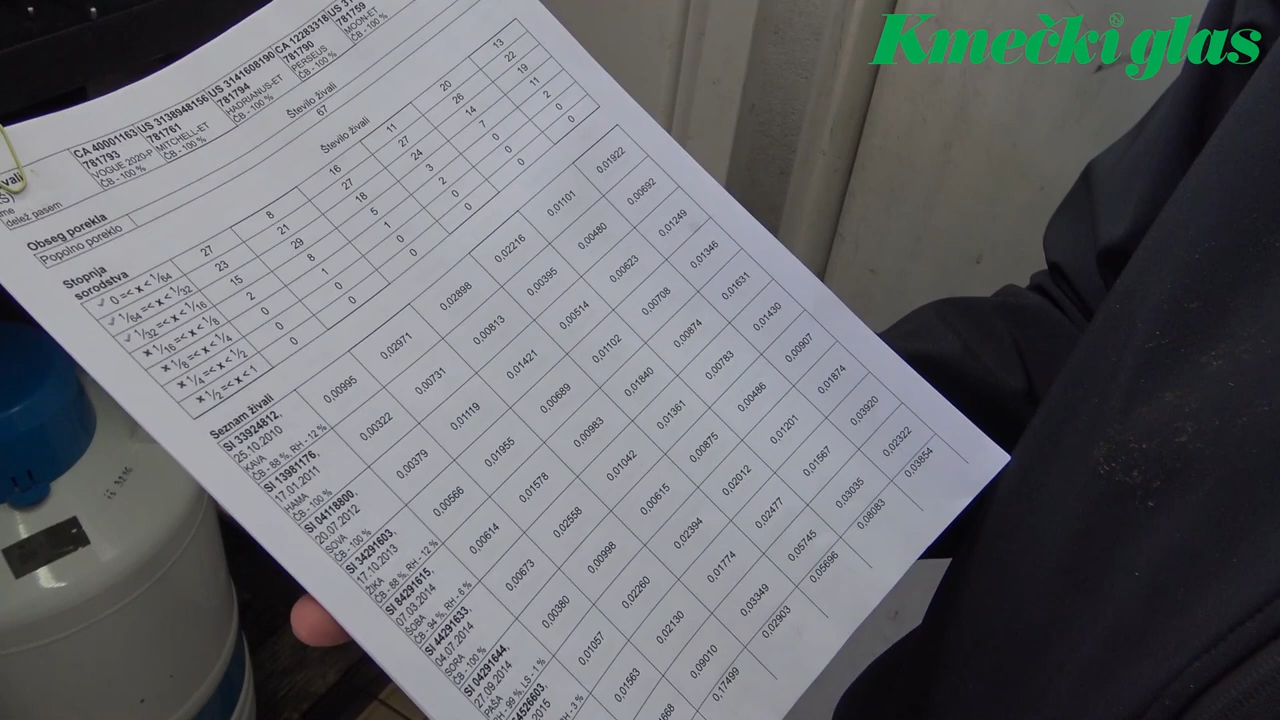 Kmečki glas
CA 40001163 US 3138948156 US 3141608190 CA 12283318 US
781793 781761 781794 781790 781759
YOGUE 2020-P MITCHELL-ET HADRIANUS-ET PERSEUS MOON-ET
ČB - 100 % ČB - 100 % ČB - 100 % ČB - 100 % ČB - 100 %
delež pasem
Obseg porekla Število živali
Popolno poreklo 67
Stopnja sorodstva Število živali
✓ 0 =< x < 1/64 27 8 16 11 20 13
✓ 1/64 =< x < 1/32 23 21 27 27 26 22
✓ 1/32 =< x < 1/16 15 29 18 24 14 19
x 1/16 =< x < 1/8 2 8 5 3 7 11
x 1/8 =< x < 1/4 0 1 1 2 0 2
x 1/4 =< x < 1/2 0 0 0 0 0 0
x 1/2 =< x < 1 0 0 0
Seznam živali
SI 33924812,
25.10.2010
KAVA
ČB - 88 %, RH - 12 % 0,00995 0,02971 0,02898 0,02216 0,01101 0,01922
SI 13981176,
17.01.2011
HAMA
ČB - 100 % 0,00322 0,00731 0,00813 0,00395 0,00480 0,00692
SI 04118800,
20.07.2012
SOVA
ČB - 100 % 0,00379 0,01119 0,01421 0,00514 0,00623 0,01249
SI 34291603,
17.10.2013
ŽIKA
ČB - 88 %, RH - 12 % 0,00566 0,01955 0,00689 0,01102 0,00708 0,01346
SI 84291615,
07.03.2014
ŠOBA
ČB - 94 %, RH - 6 % 0,00614 0,01578 0,00983 0,01840 0,00874 0,01631
SI 44291633,
04.07.2014
SORA
ČB - 100 % 0,00673 0,02558 0,01042 0,01361 0,00783 0,01430
SI 04291644,
27.09.2014
PAŠA
RH - 99 %, LS - 1 % 0,00380 0,00998 0,00615 0,00875 0,00486 0,00907
0,01057 0,02260 0,02394 0,02012 0,01201 0,01874
0,01563 0,02130 0,01774 0,02477 0,01567 0,03920
0,09010 0,03349 0,05745 0,03035 0,02322
0,17499 0,02903 0,05696 0,08083 0,03854